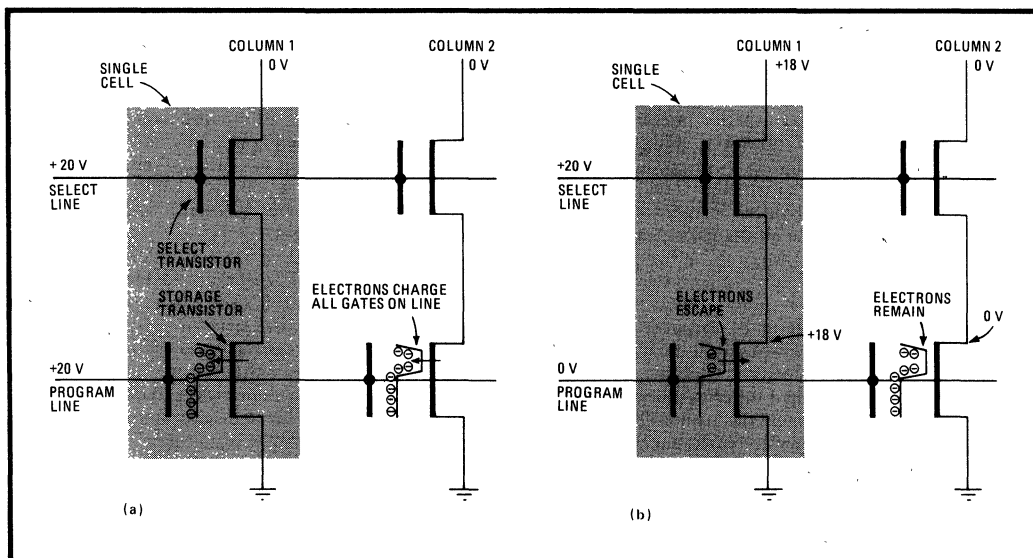 COLUMN 1
0 V
COLUMN 2
0 V
SINGLE
CELL
+ 20 V
SELECT
LINE
SELECT
TRANSISTOR
STORAGE
TRANSISTOR
ELECTRONS CHARGE
ALL GATES ON LINE
+20 V
PROGRAM
LINE
(a)
COLUMN 1
+18 V
COLUMN 2
0 V
SINGLE
CELL
+20 V
SELECT
LINE
ELECTRONS
ESCAPE
ELECTRONS
REMAIN
+18 V
0 V
0 V
PROGRAM
LINE
(b)